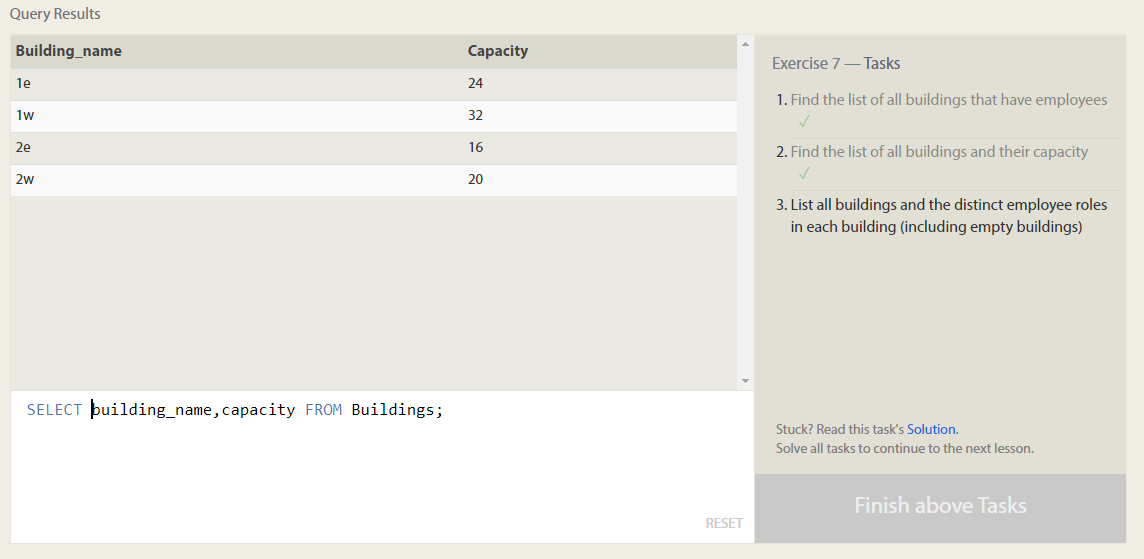 Query Results
Building_name Capacity
1e 24
1w 32
2e 16
2w 20
SELECT building_name,capacity FROM Buildings;
RESET
Exercise 7 — Tasks
1. Find the list of all buildings that have employees
✓
2. Find the list of all buildings and their capacity
✓
3. List all buildings and the distinct employee roles
in each building (including empty buildings)
Stuck? Read this task's Solution.
Solve all tasks to continue to the next lesson.
Finish above Tasks